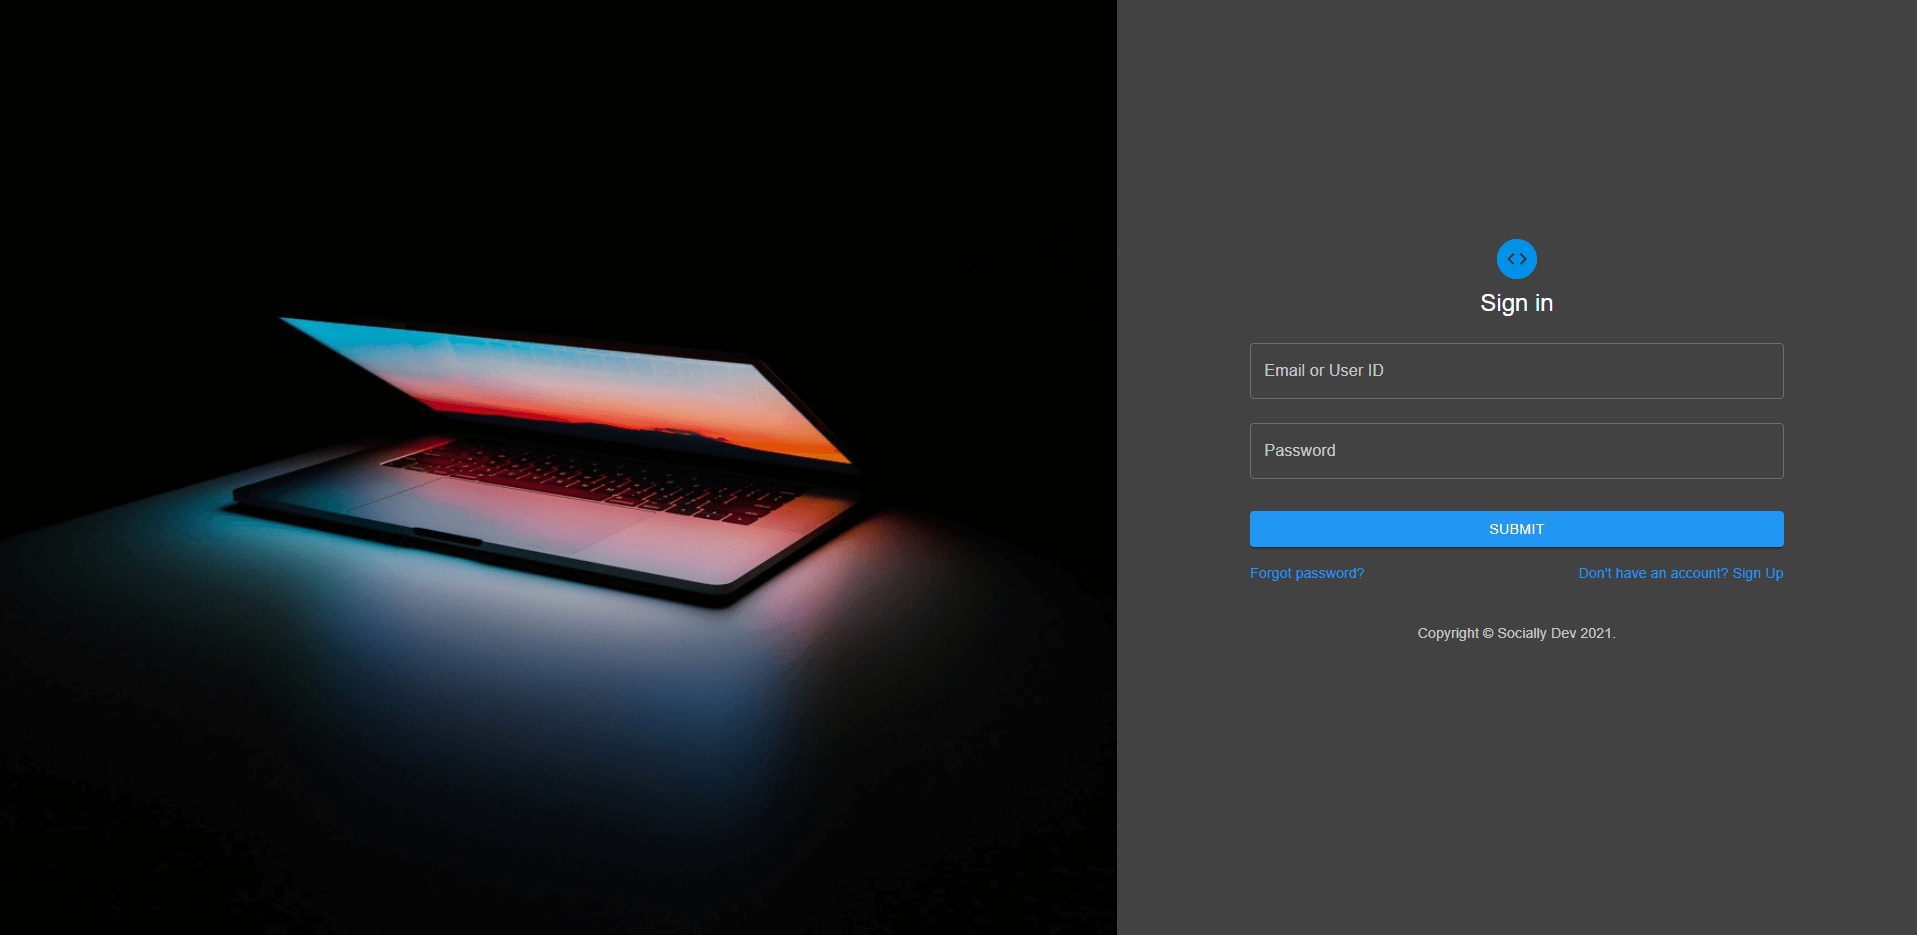 Sign in
Email or User ID
Password
SUBMIT
Forgot password?
Don't have an account? Sign Up
Copyright © Socially Dev 2021.